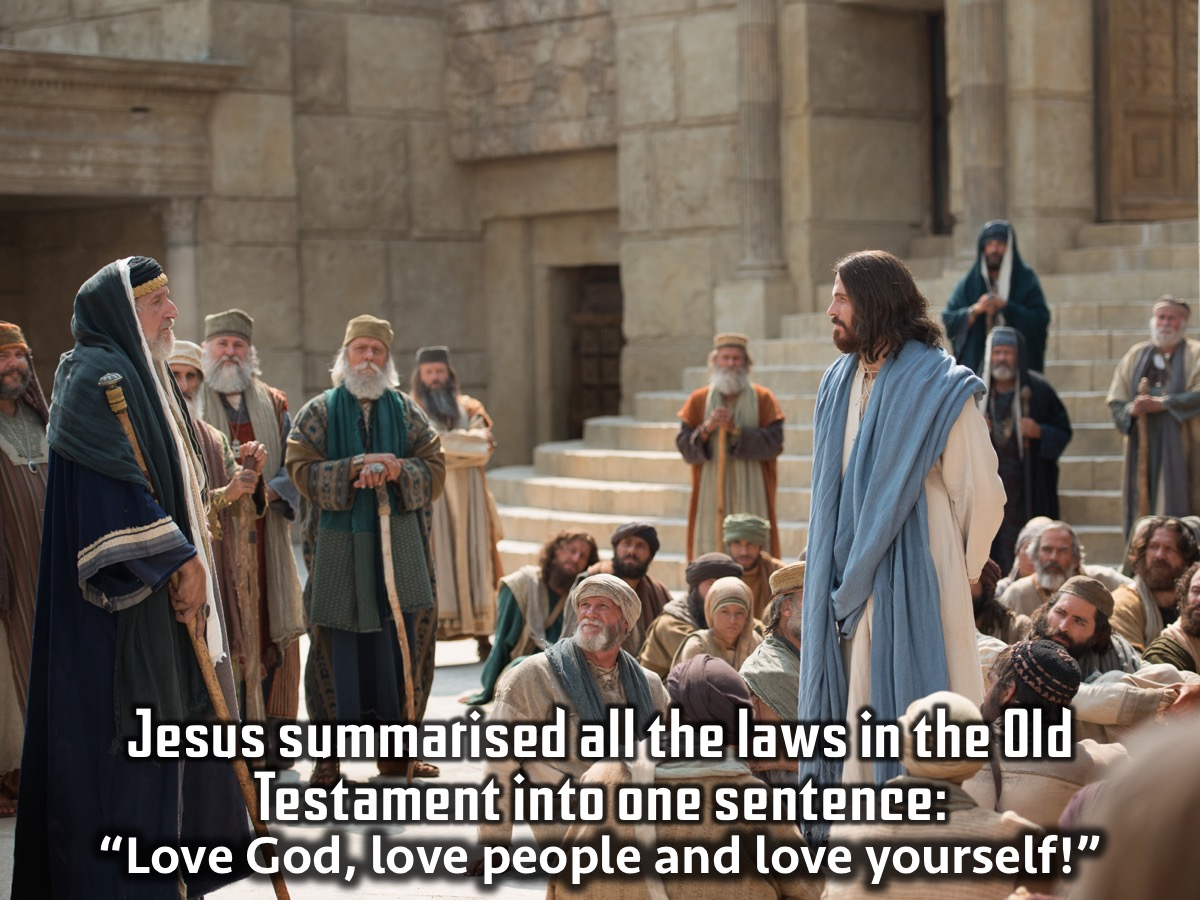 Jesus summarised all the laws in the Old
Testament into one sentence:
“Love God, love people and love yourself!”